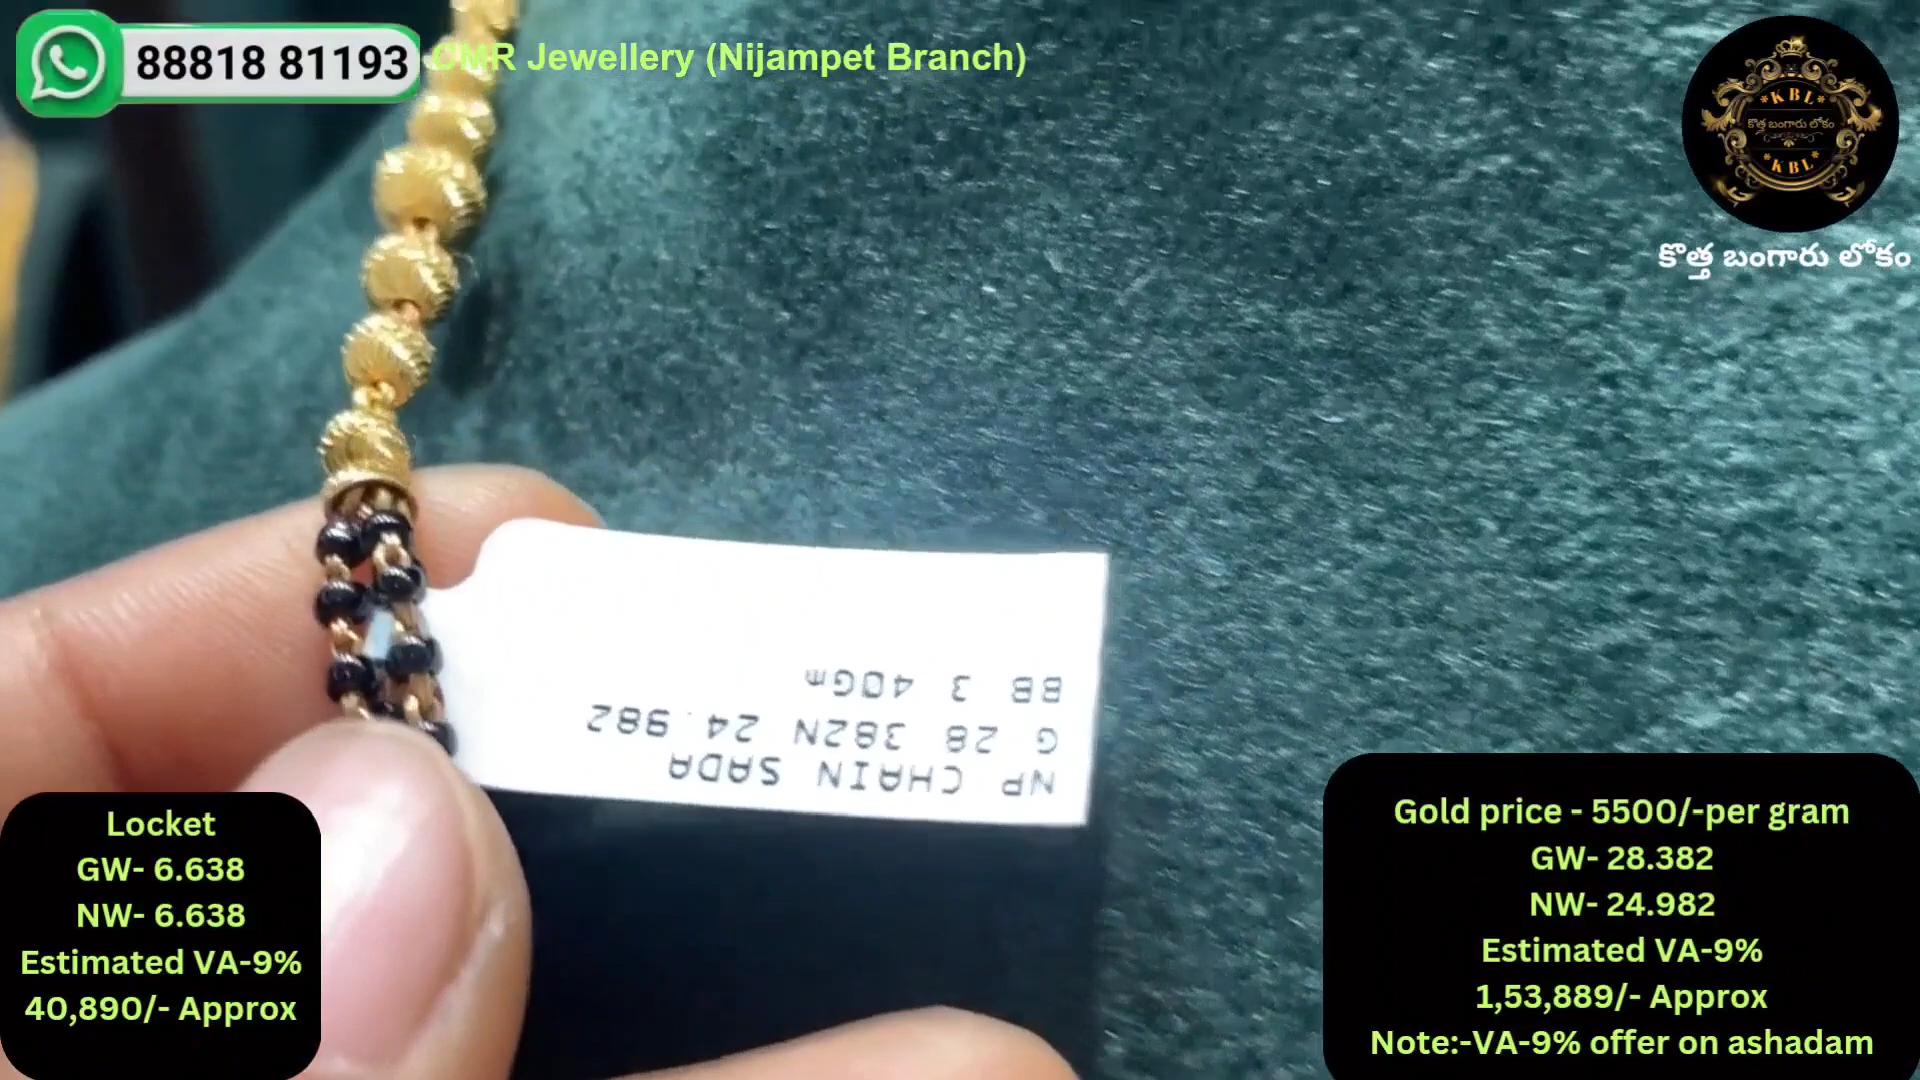 88818 81193
CMR Jewellery (Nijampet Branch)
*KBL*
కొత్త బంగారు లోకం
*KBL*
కొత్త బంగారు లోకం
NP CHAIN SADA
G 28 382N 24.982
BB 3 40Gm
Locket
GW- 6.638
NW- 6.638
Estimated VA-9%
40,890/- Approx
Gold price - 5500/-per gram
GW- 28.382
NW- 24.982
Estimated VA-9%
1,53,889/- Approx
Note:-VA-9% offer on ashadam